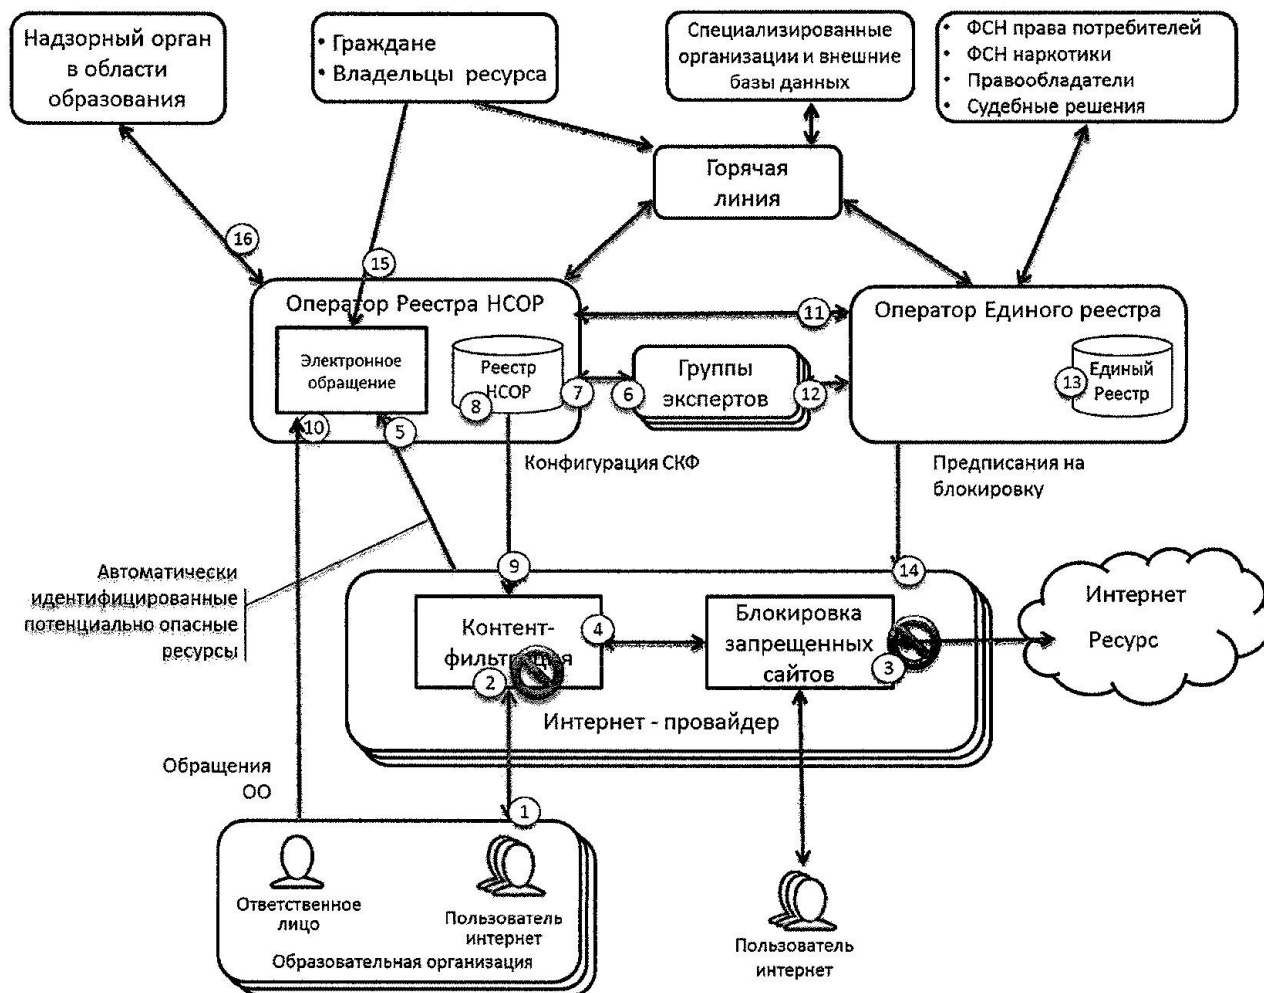 Надзорный орган
в области
образования
• Граждане
• Владельцы ресурса
Специализированные
организации и внешние
базы данных
• ФСН права потребителей
• ФСН наркотики
• Правообладатели
• Судебные решения
Горячая
линия
16
15
Оператор Реестра НСОР
11
Оператор Единого реестра
Электронное
обращение
Реестр
НСОР
8
7
6
Группы
экспертов
12
13
Единый
Реестр
10
5
Конфигурация СКФ
Предписания на
блокировку
Автоматически
идентифицированные
потенциально опасные
ресурсы
9
14
Контент-
фильтрация
4
2
Блокировка
запрещенных
сайтов
3
Интернет
Ресурс
Интернет - провайдер
Обращения
ОО
1
Ответственное
лицо
Пользователь
интернет
Образовательная организация
Пользователь
интернет